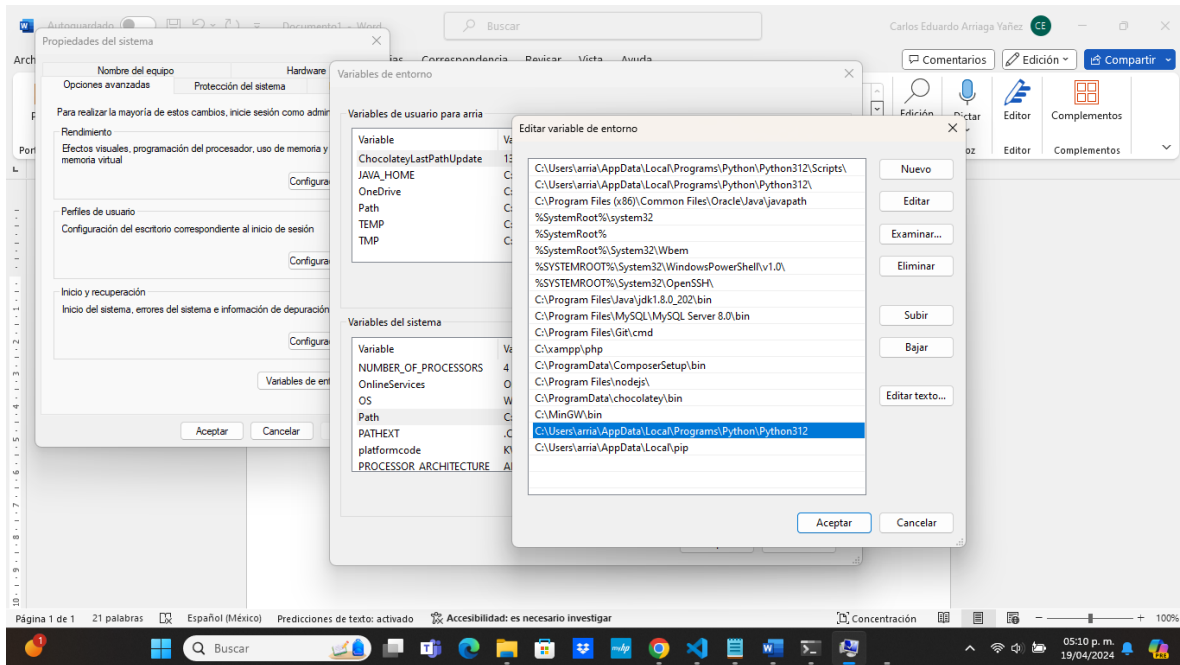 Autoguardado
Documento1 - Word
Buscar
Carlos Eduardo Arriaga Yañez
CE
Correspondencia Revisar Vista Ayuda
Comentarios
Edición
Compartir
Edición
Editor
Complementos
Editor
Complementos
Propiedades del sistema
Nombre del equipo
Hardware
Opciones avanzadas
Protección del sistema
Para realizar la mayoría de estos cambios, inicie sesión como
Rendimiento
Efectos visuales, programación del procesador, uso de memoria y
memoria virtual
Perfiles de usuario
Configuración del escritorio correspondiente al inicio de sesión
Inicio y recuperación
Inicio del sistema, errores del sistema e información de depuración
Variables de
Aceptar
Cancelar
Variables de entorno
Variables de usuario para arria
Variable
ChocolateyLastPathUpdate
JAVA_HOME
OneDrive
Path
TEMP
TMP
Variables del sistema
Variable
NUMBER_OF_PROCESSORS 4
OnlineServices
OS
Path
PATHEXT
platformcode
PROCESSOR_ARCHITECTURE
Editar variable de entorno
C:\Users\arria\AppData\Local\Programs\Python\Python312\Scripts\
C:\Users\arria\AppData\Local\Programs\Python\Python312\
C:\Program Files (x86)\Common Files\Oracle\Java\javapath
%SystemRoot%\system32
%SystemRoot%
%SystemRoot%\System32\Wbem
%SYSTEMROOT%\System32\WindowsPowerShell\v1.0\
%SYSTEMROOT%\System32\OpenSSH\
C:\Program Files\Java\jdk1.8.0_202\bin
C:\Program Files\MySQL\MySQL Server 8.0\bin
C:\Program Files\Git\cmd
C:\xampp\php
C:\ProgramData\ComposerSetup\bin
C:\Program Files\nodejs\
C:\ProgramData\chocolatey\bin
C:\MinGW\bin
C:\Users\arria\AppData\Local\Programs\Python\Python312
C:\Users\arria\AppData\Local\pip
Nuevo
Editar
Examinar...
Eliminar
Subir
Bajar
Editar texto...
Aceptar
Cancelar
Página 1 de 1
21 palabras
Español (México)
Predicciones de texto: activado
Accesibilidad: es necesario investigar
Concentración
100%
1
Buscar
05:10 p. m.
19/04/2024